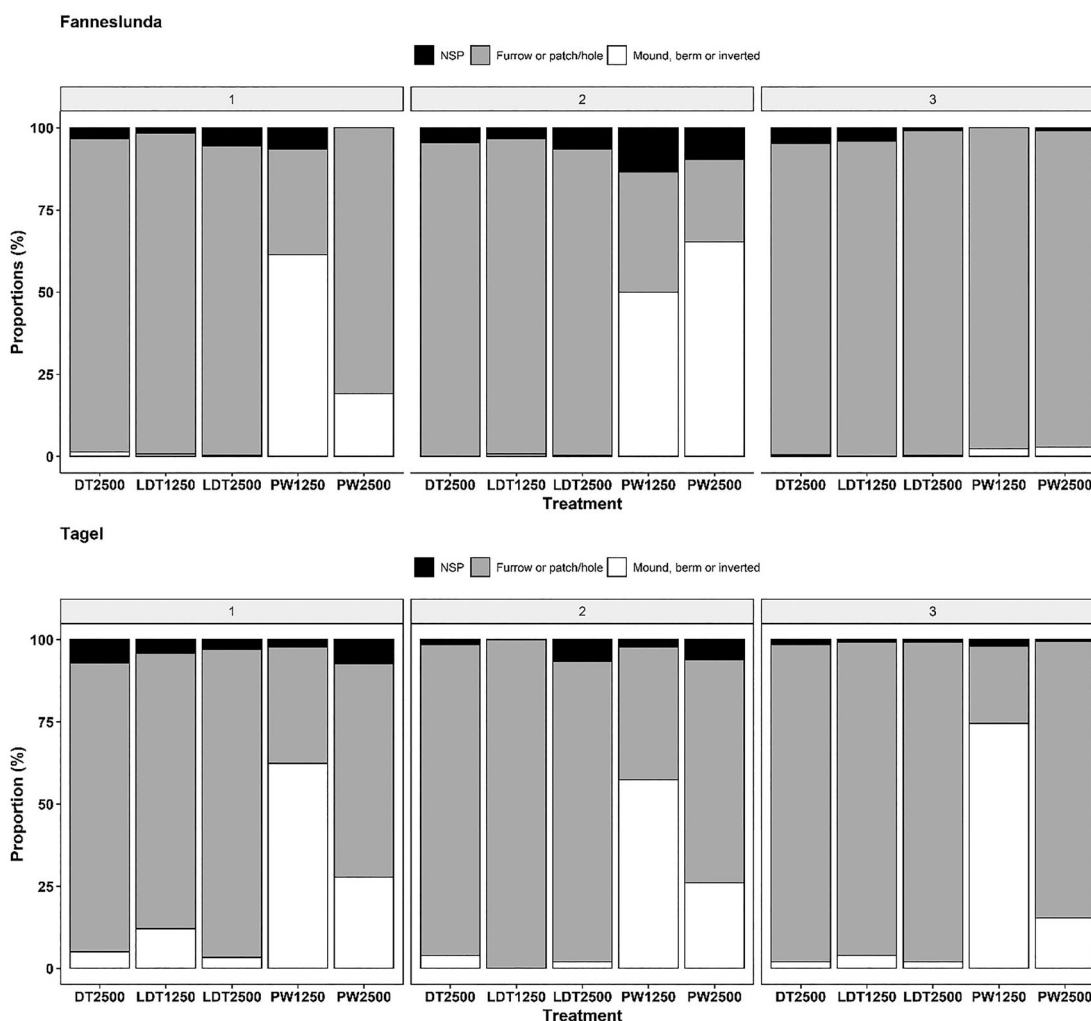 Fanneslunda
NSP Furrow or patch/hole Mound, berm or inverted
1 2 3
100
75
50
25
0
Proportions (%)
DT2500 LDT1250 LDT2500 PW1250 PW2500 DT2500 LDT1250 LDT2500 PW1250 PW2500 DT2500 LDT1250 LDT2500 PW1250 PW2500
Treatment
Tagel
NSP Furrow or patch/hole Mound, berm or inverted
1 2 3
100
75
50
25
0
Proportion (%)
DT2500 LDT1250 LDT2500 PW1250 PW2500 DT2500 LDT1250 LDT2500 PW1250 PW2500 DT2500 LDT1250 LDT2500 PW1250 PW2500
Treatment